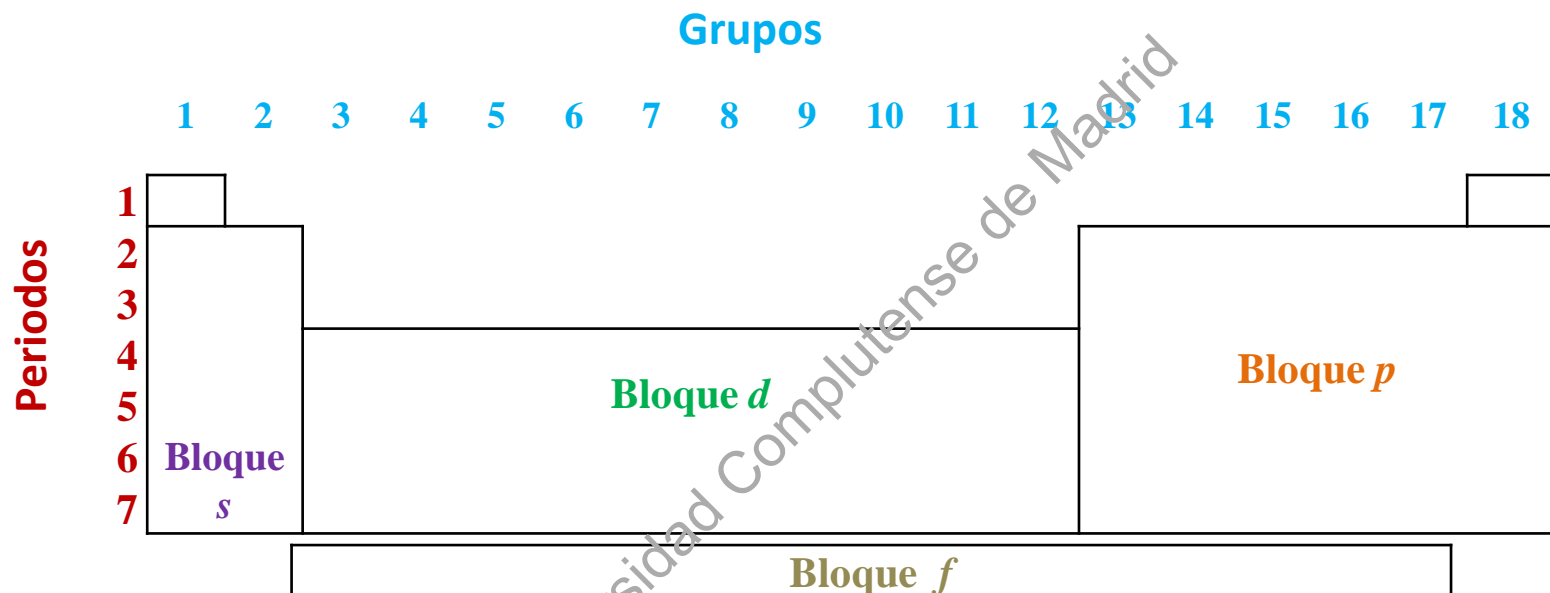 Grupos
1 2 3 4 5 6 7 8 9 10 11 12 13 14 15 16 17 18
Periodos
1
2
3
4
5
6
7
Bloque s
Bloque d
Bloque p
Bloque f
Complutense de Madrid